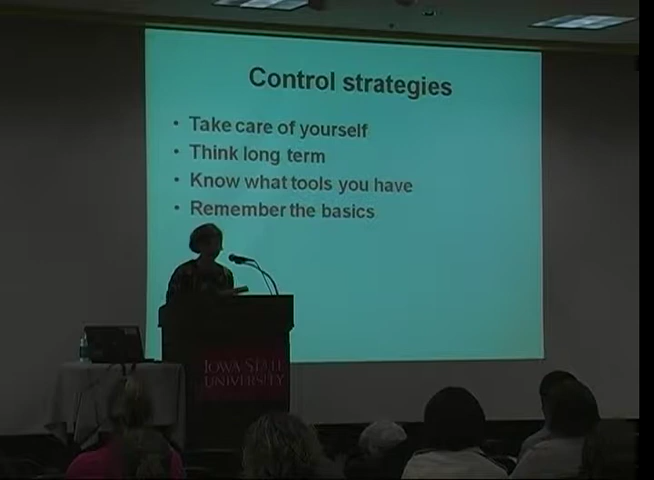 Control strategies
• Take care of yourself
• Think long term
• Know what tools you have
• Remember the basics
IOWA STATE
UNIVERSITY